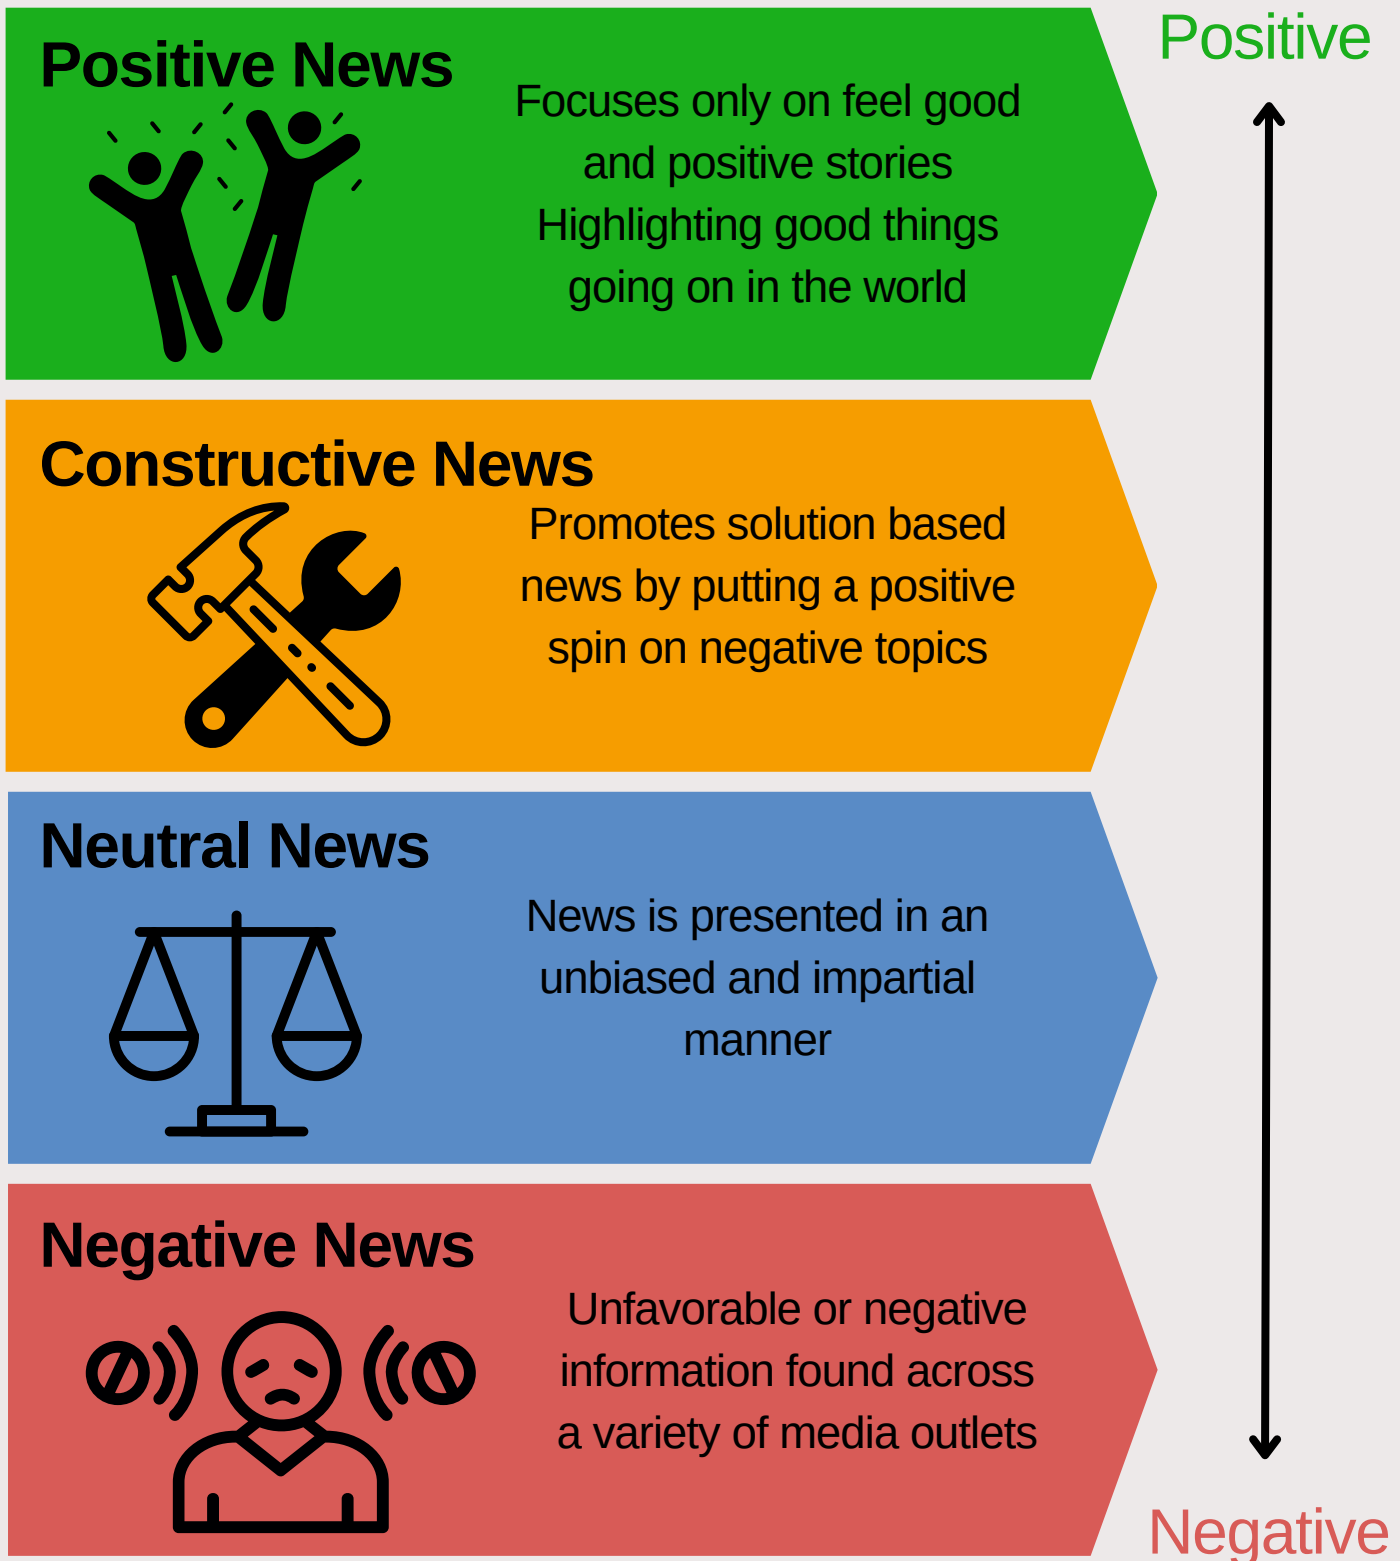 Positive News
Focuses only on feel good
and positive stories
Highlighting good things
going on in the world
Positive
Constructive News
Promotes solution based
news by putting a positive
spin on negative topics
Neutral News
News is presented in an
unbiased and impartial
manner
Negative News
Unfavorable or negative
information found across
a variety of media outlets
Negative